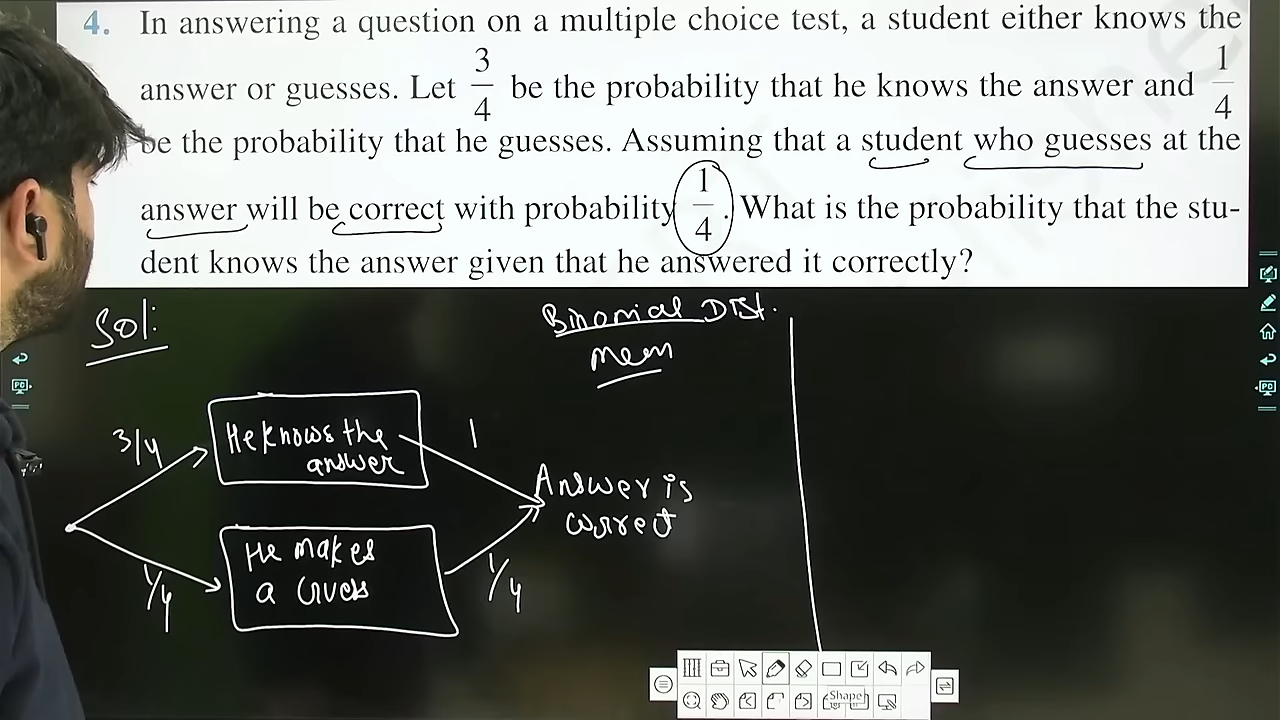 4. In answering a question on a multiple choice test, a student either knows the
answer or guesses. Let 3/4 be the probability that he knows the answer and 1/4
be the probability that he guesses. Assuming that a student who guesses at the
answer will be correct with probability 1/4. What is the probability that the stu-
dent knows the answer given that he answered it correctly?
Sol:
Binomial Dist.
Mean
3/4
He knows the
answer
1
Answer is
correct
1/4
He makes
a Guess
1/4
Shape